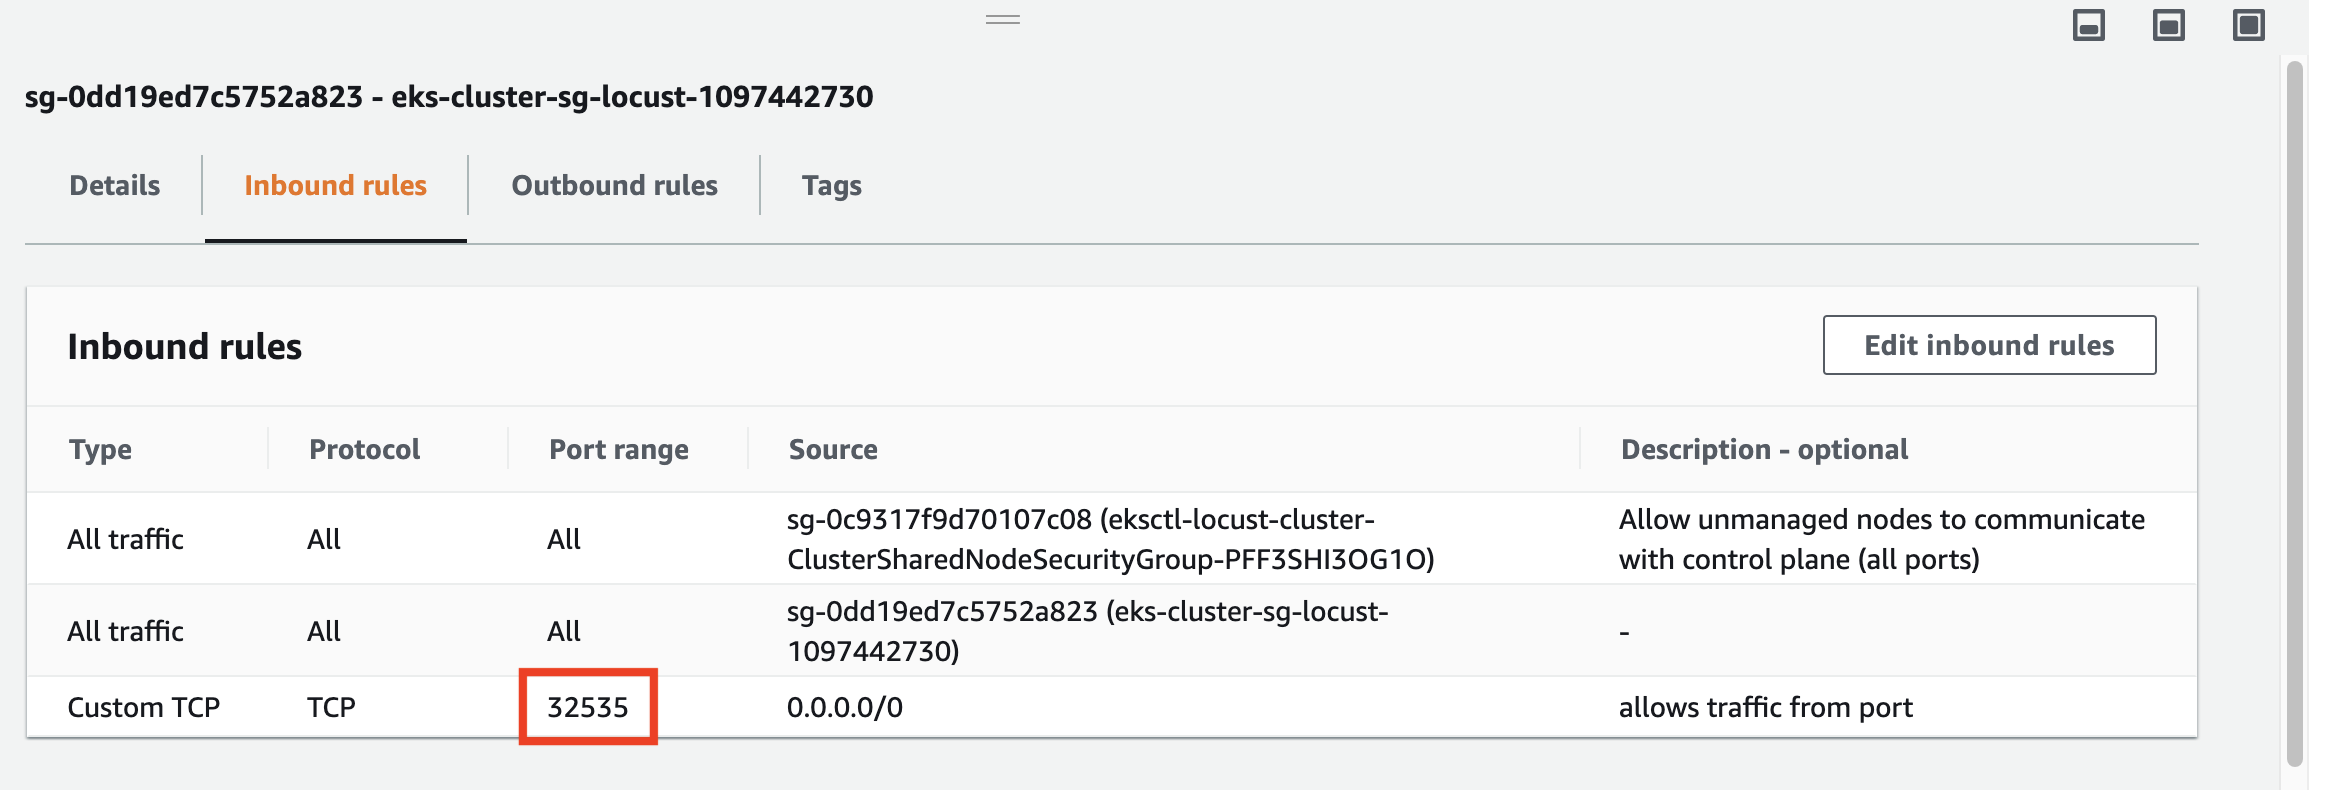 sg-0dd19ed7c5752a823 - eks-cluster-sg-locust-1097442730
Details
Inbound rules
Outbound rules
Tags
Inbound rules
Edit inbound rules
Type
Protocol
Port range
Source
Description - optional
All traffic
All
All
sg-0c9317f9d70107c08 (eksctl-locust-cluster-
ClusterSharedNodeSecurityGroup-PFF3SHI3OG1O)
Allow unmanaged nodes to communicate
with control plane (all ports)
All traffic
All
All
sg-0dd19ed7c5752a823 (eks-cluster-sg-locust-
1097442730)
-
Custom TCP
TCP
32535
0.0.0.0/0
allows traffic from port